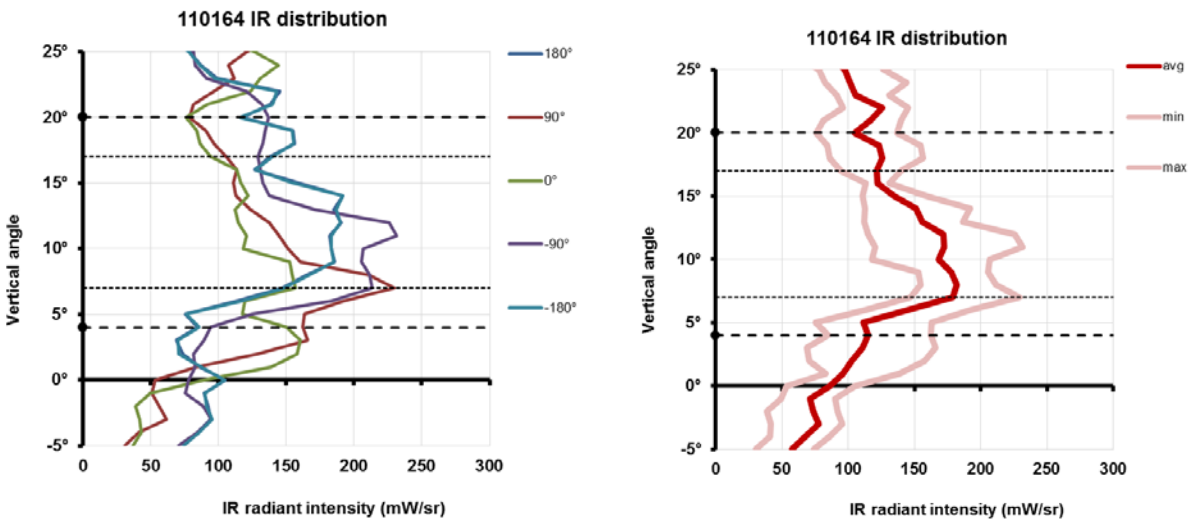 110164 IR distribution
25°
20°
15°
10°
5°
0°
-5°
Vertical angle
0 50 100 150 200 250 300
IR radiant intensity (mW/sr)
180°
90°
0°
-90°
-180°
110164 IR distribution
25°
20°
15°
10°
5°
0°
-5°
Vertical angle
0 50 100 150 200 250 300
IR radiant intensity (mW/sr)
avg
min
max